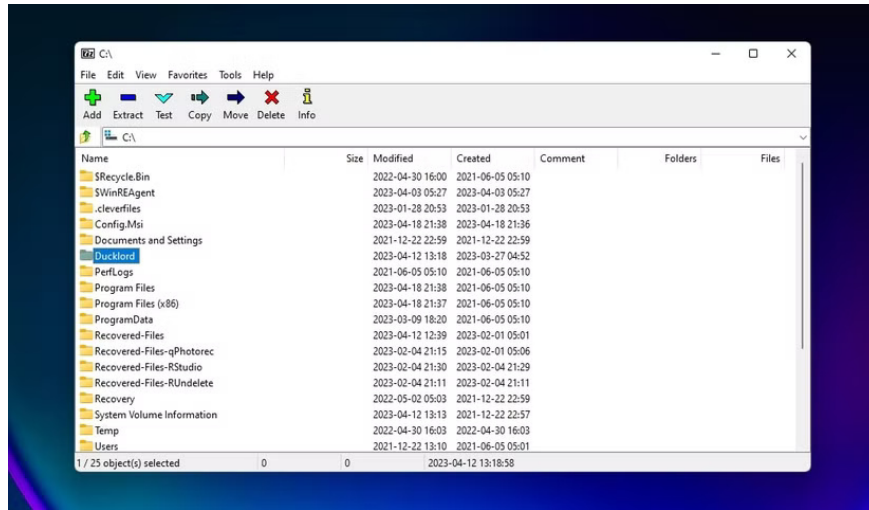 7z C:\
File Edit View Favorites Tools Help
Add Extract Test Copy Move Delete Info
C:\
Name Size Modified Created Comment Folders Files
$Recycle.Bin 2022-04-30 16:00 2021-06-05 05:10
$WinREAgent 2023-04-03 05:27 2023-04-03 05:27
.cleverfiles 2023-01-28 20:53 2023-01-28 20:53
Config.Msi 2023-04-18 21:38 2023-04-18 21:36
Documents and Settings 2021-12-22 22:59 2021-12-22 22:59
Ducklord 2023-04-12 13:18 2023-03-27 04:52
PerfLogs 2021-06-05 05:10 2021-06-05 05:10
Program Files 2023-04-18 21:38 2021-06-05 05:10
Program Files (x86) 2023-04-18 21:37 2021-06-05 05:10
ProgramData 2023-03-09 18:20 2021-06-05 05:10
Recovered-Files 2023-04-12 12:39 2023-02-01 05:01
Recovered-Files-qPhotorec 2023-02-04 21:15 2023-02-01 05:06
Recovered-Files-RStudio 2023-02-04 21:30 2023-02-04 21:29
Recovered-Files-RUndelete 2023-02-04 21:11 2023-02-04 21:11
Recovery 2022-05-02 05:03 2021-12-22 22:59
System Volume Information 2023-04-12 13:13 2021-12-22 22:57
Temp 2022-04-30 16:03 2022-04-30 16:03
Users 2021-12-22 13:10 2021-06-05 05:01
1 / 25 object(s) selected 0 0 2023-04-12 13:18:58